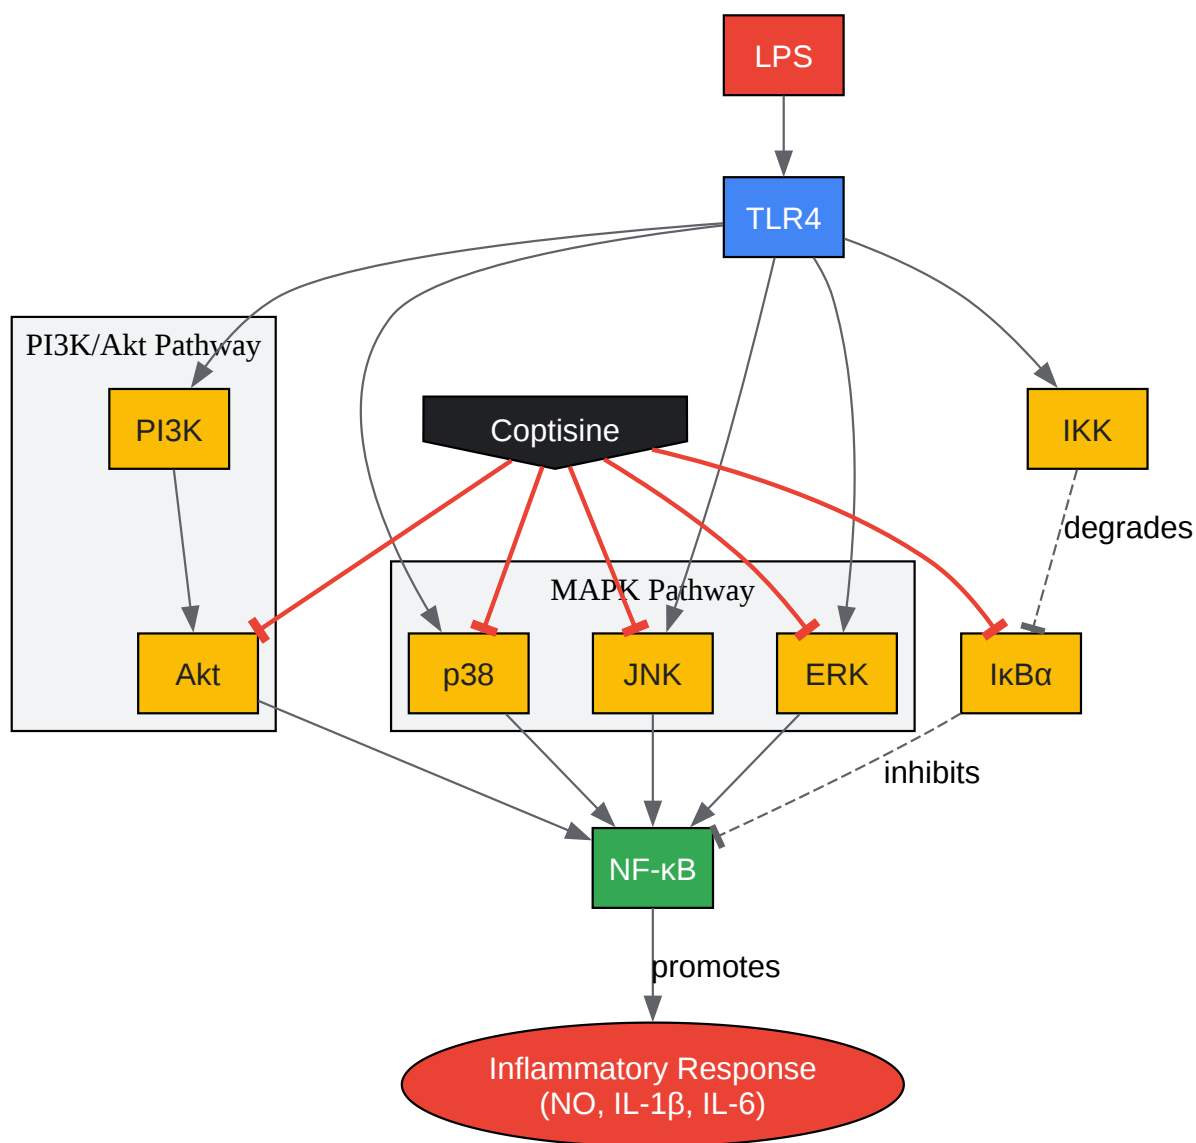 LPS
TLR4
PI3K/Akt Pathway
PI3K
Coptisine
IKK
degrades
MAPK Pathway
Akt
p38
JNK
ERK
IκBα
inhibits
NF-κB
promotes
Inflammatory Response
(NO, IL-1β, IL-6)